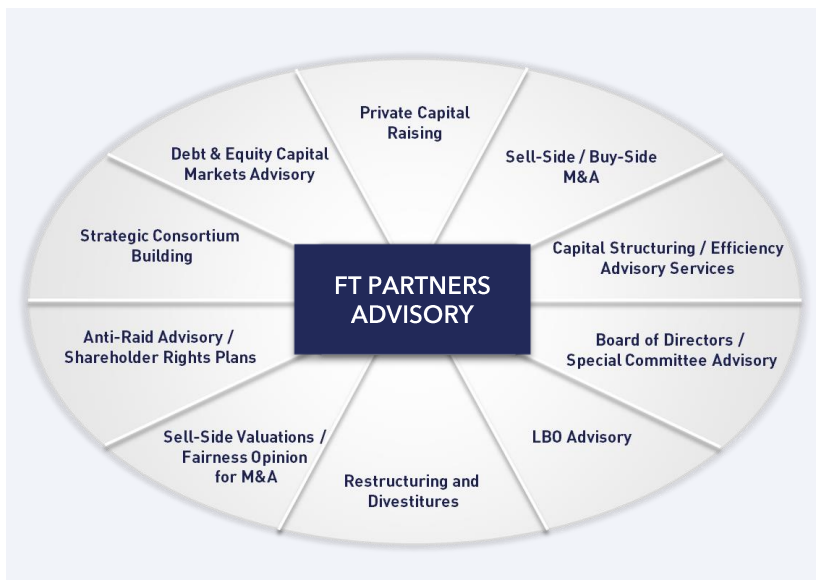 Private Capital
Raising
Sell-Side / Buy-Side
M&A
Capital Structuring / Efficiency
Advisory Services
Board of Directors /
Special Committee Advisory
LBO Advisory
Restructuring and
Divestitures
Sell-Side Valuations /
Fairness Opinion
for M&A
Anti-Raid Advisory /
Shareholder Rights Plans
Strategic Consortium
Building
Debt & Equity Capital
Markets Advisory
FT PARTNERS
ADVISORY